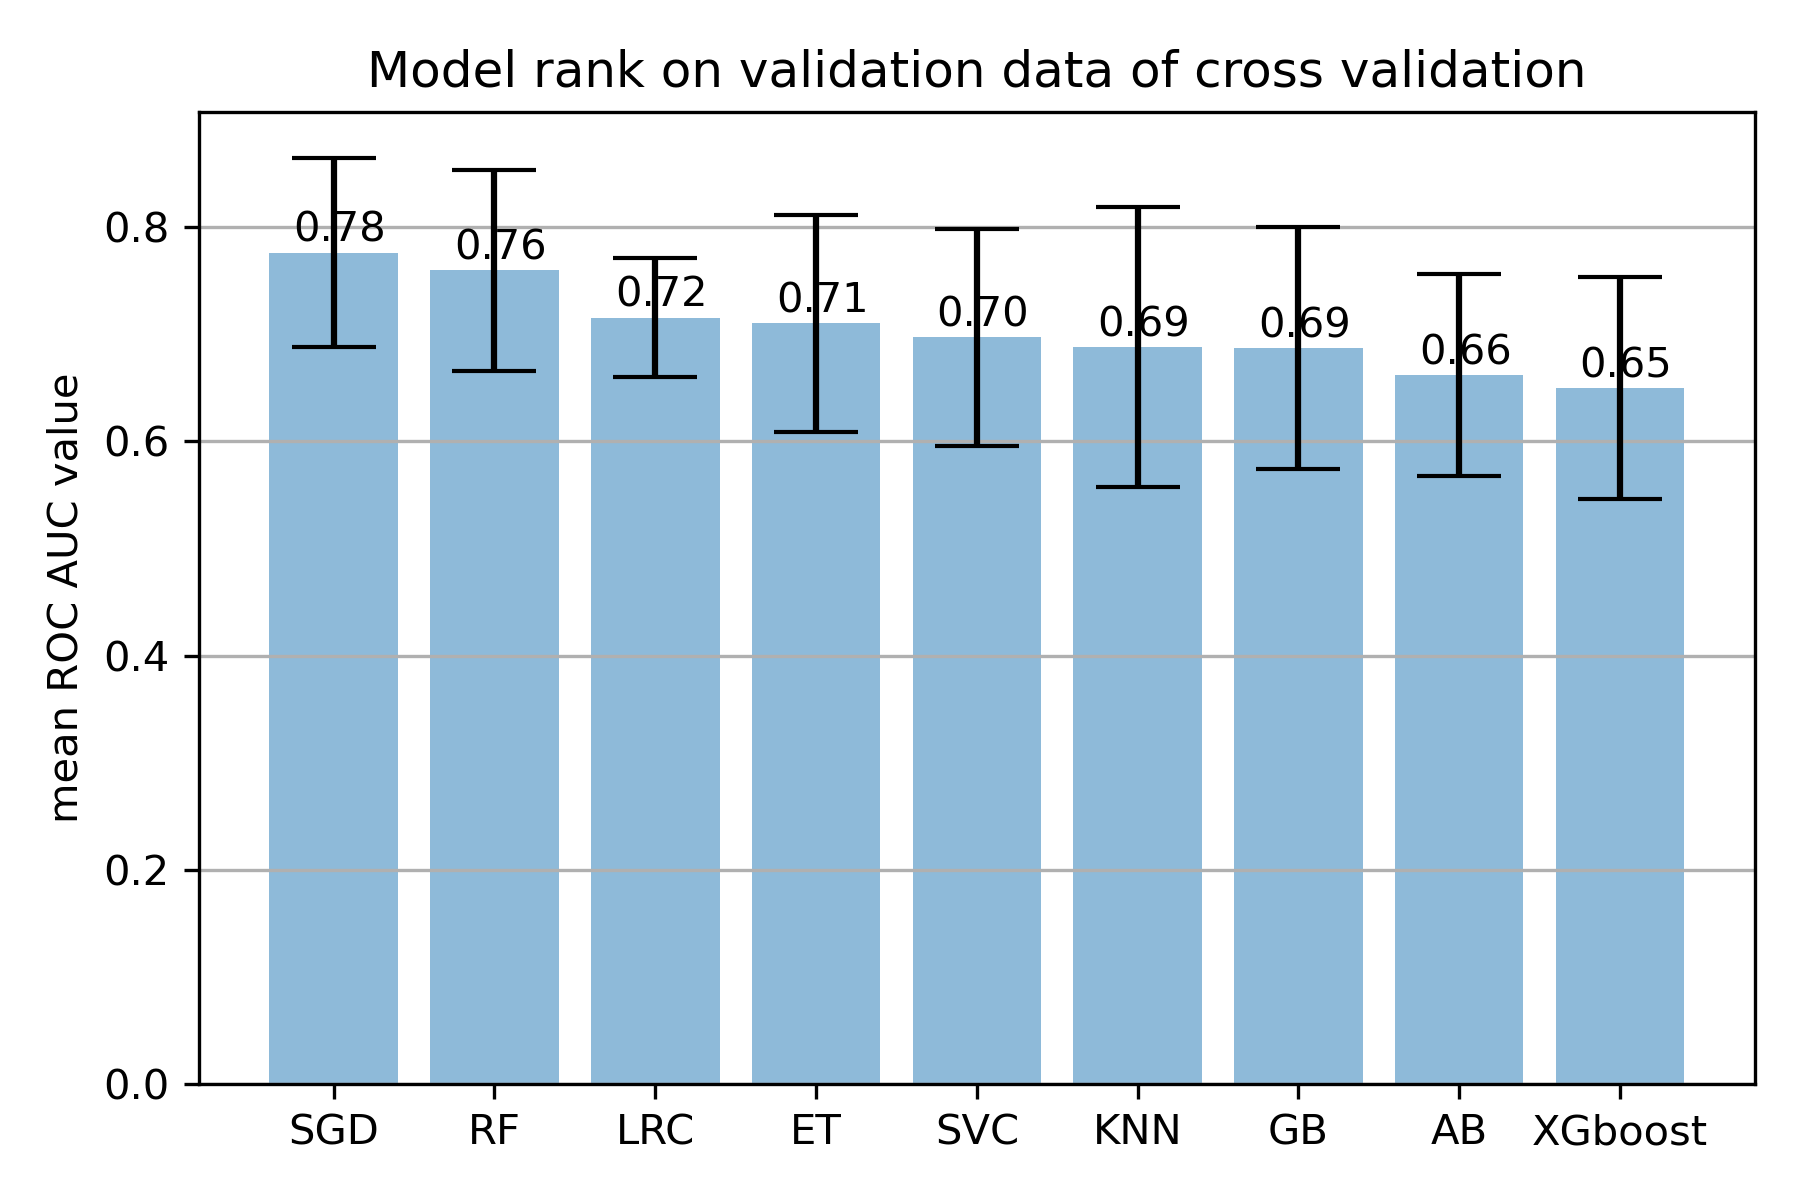 Model rank on validation data of cross validation
mean ROC AUC value
0.8
0.6
0.4
0.2
0.0
0.78
0.76
0.72
0.71
0.70
0.69
0.69
0.66
0.65
SGD
RF
LRC
ET
SVC
KNN
GB
AB
XGboost